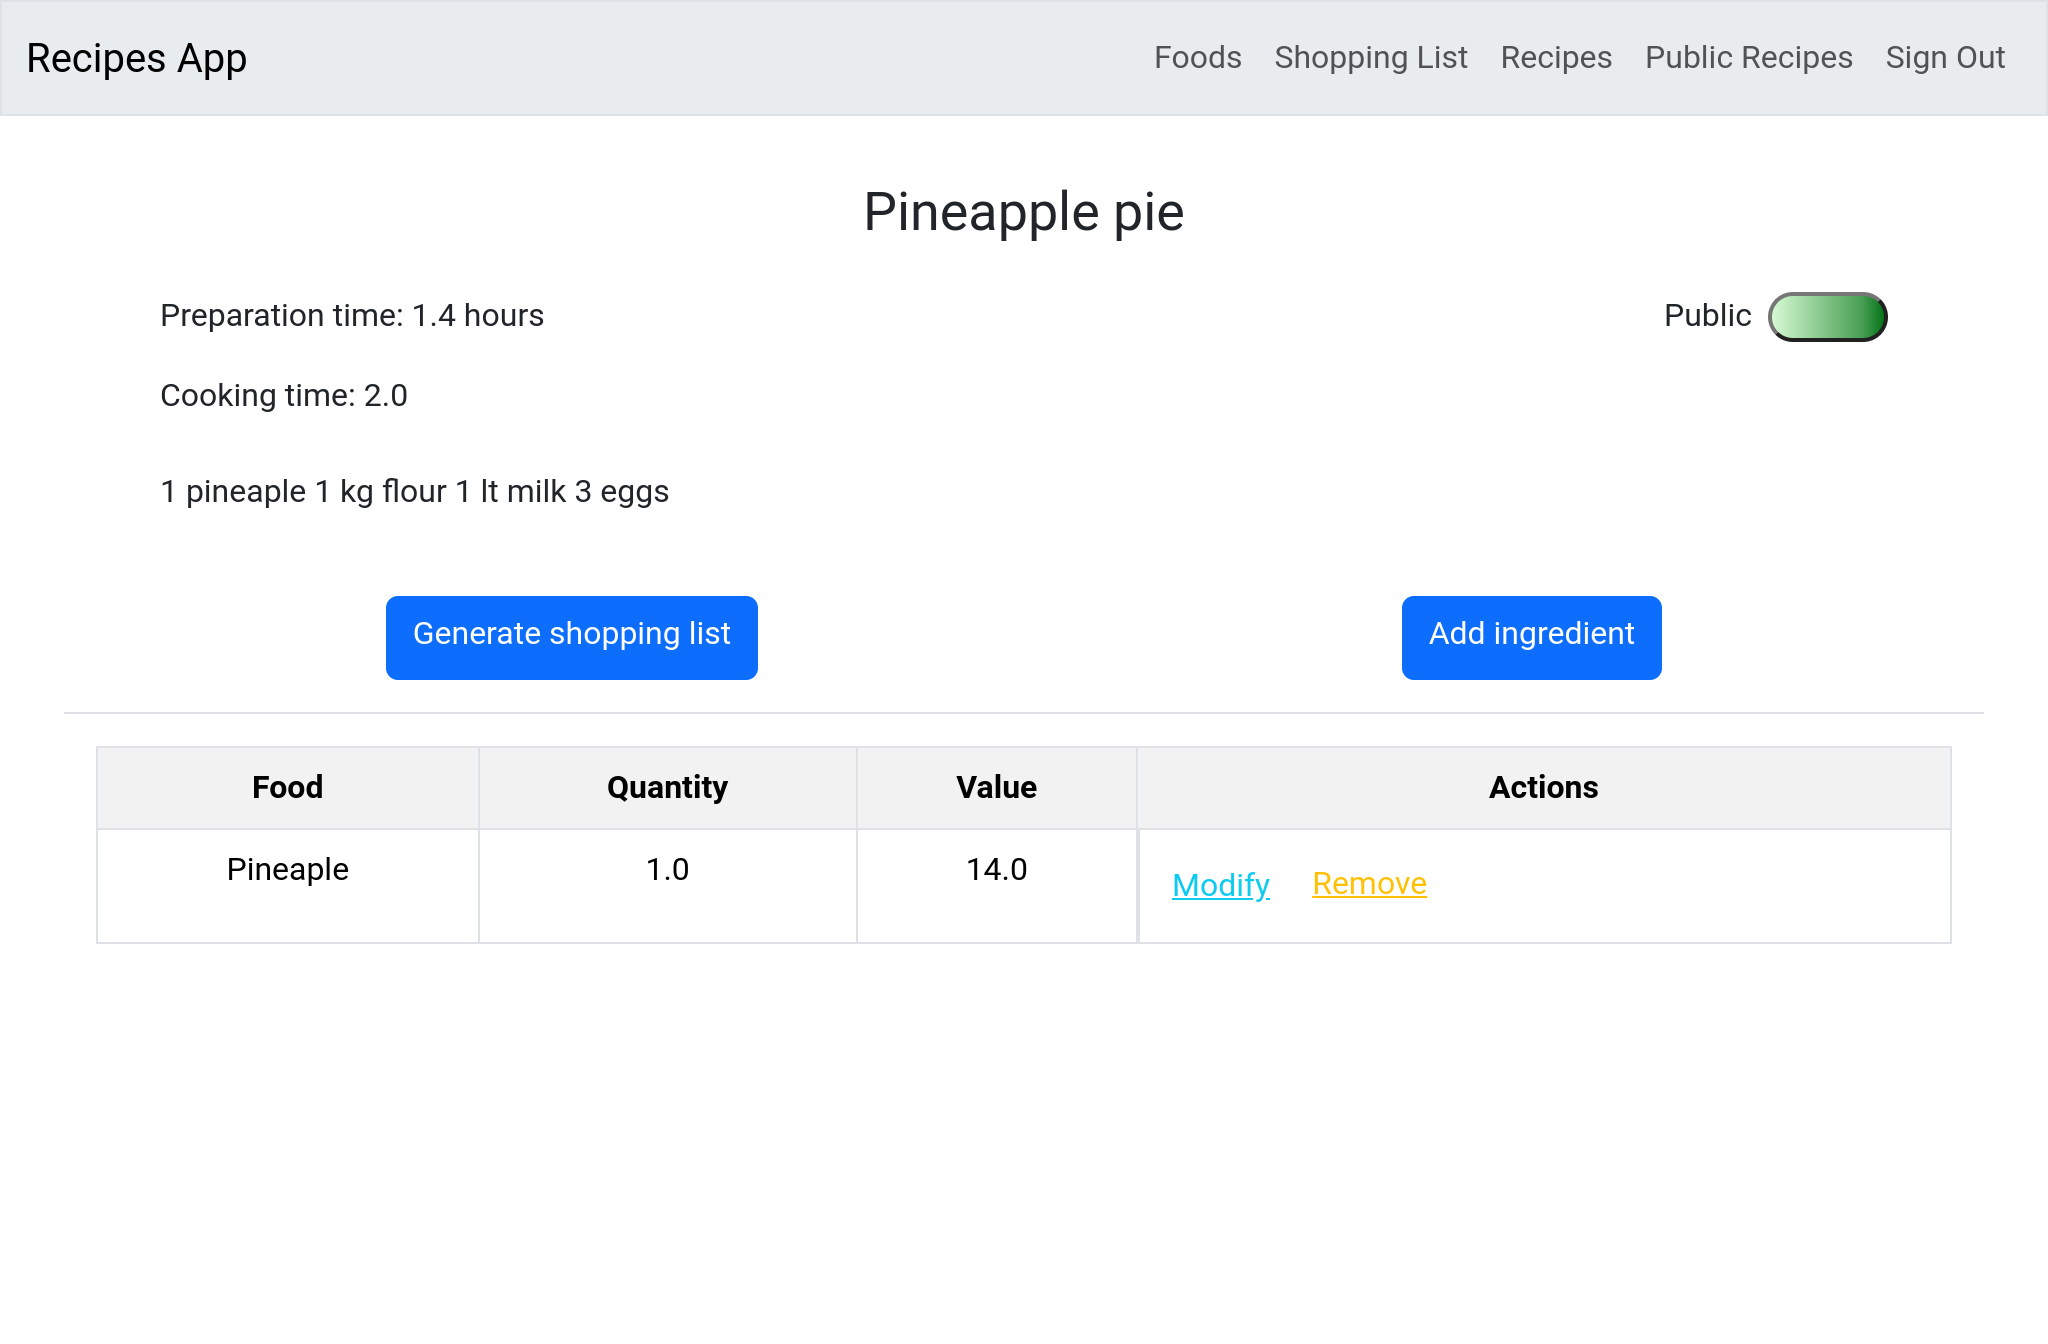 Recipes App Foods Shopping List Recipes Public Recipes Sign Out
Pineapple pie
Preparation time: 1.4 hours Public
Cooking time: 2.0
1 pineaple 1 kg flour 1 lt milk 3 eggs
Generate shopping list Add ingredient
Food Quantity Value Actions
Pineaple 1.0 14.0 Modify Remove